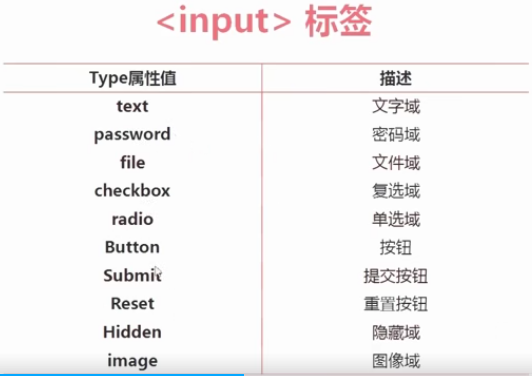 <input> 标签
Type属性值 描述
text 文字域
password 密码域
file 文件域
checkbox 复选域
radio 单选域
Button 按钮
Submit 提交按钮
Reset 重置按钮
Hidden 隐藏域
image 图像域